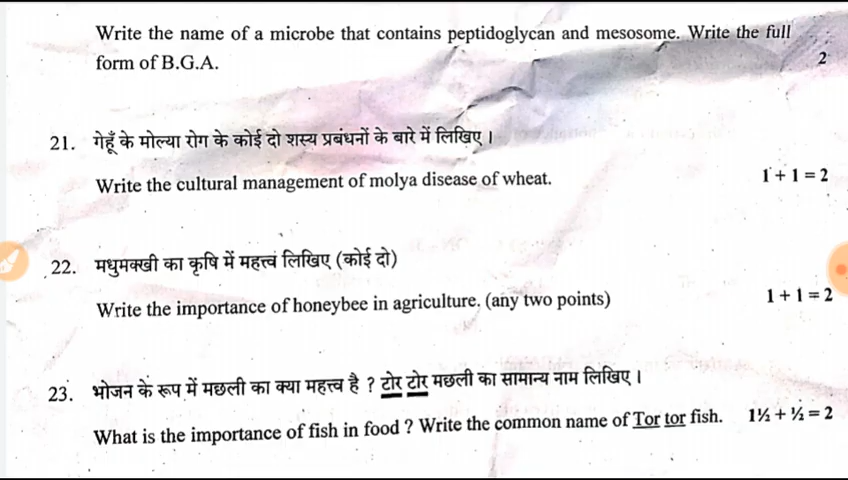 Write the name of a microbe that contains peptidoglycan and mesosome. Write the full
form of B.G.A. 2
21. गेहूँ के मोल्या रोग के कोई दो शस्य प्रबंधनों के बारे में लिखिए ।
Write the cultural management of molya disease of wheat. 1 + 1 = 2
22. मधुमक्खी का कृषि में महत्त्व लिखिए (कोई दो)
Write the importance of honeybee in agriculture. (any two points) 1 + 1 = 2
23. भोजन के रूप में मछली का क्या महत्त्व है ? टोर टोर मछली का सामान्य नाम लिखिए ।
What is the importance of fish in food ? Write the common name of Tor tor fish. 1½ + ½ = 2